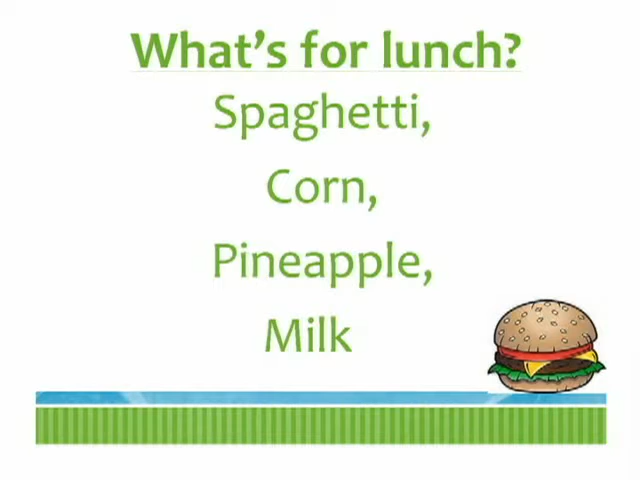 What's for lunch?
Spaghetti,
Corn,
Pineapple,
Milk